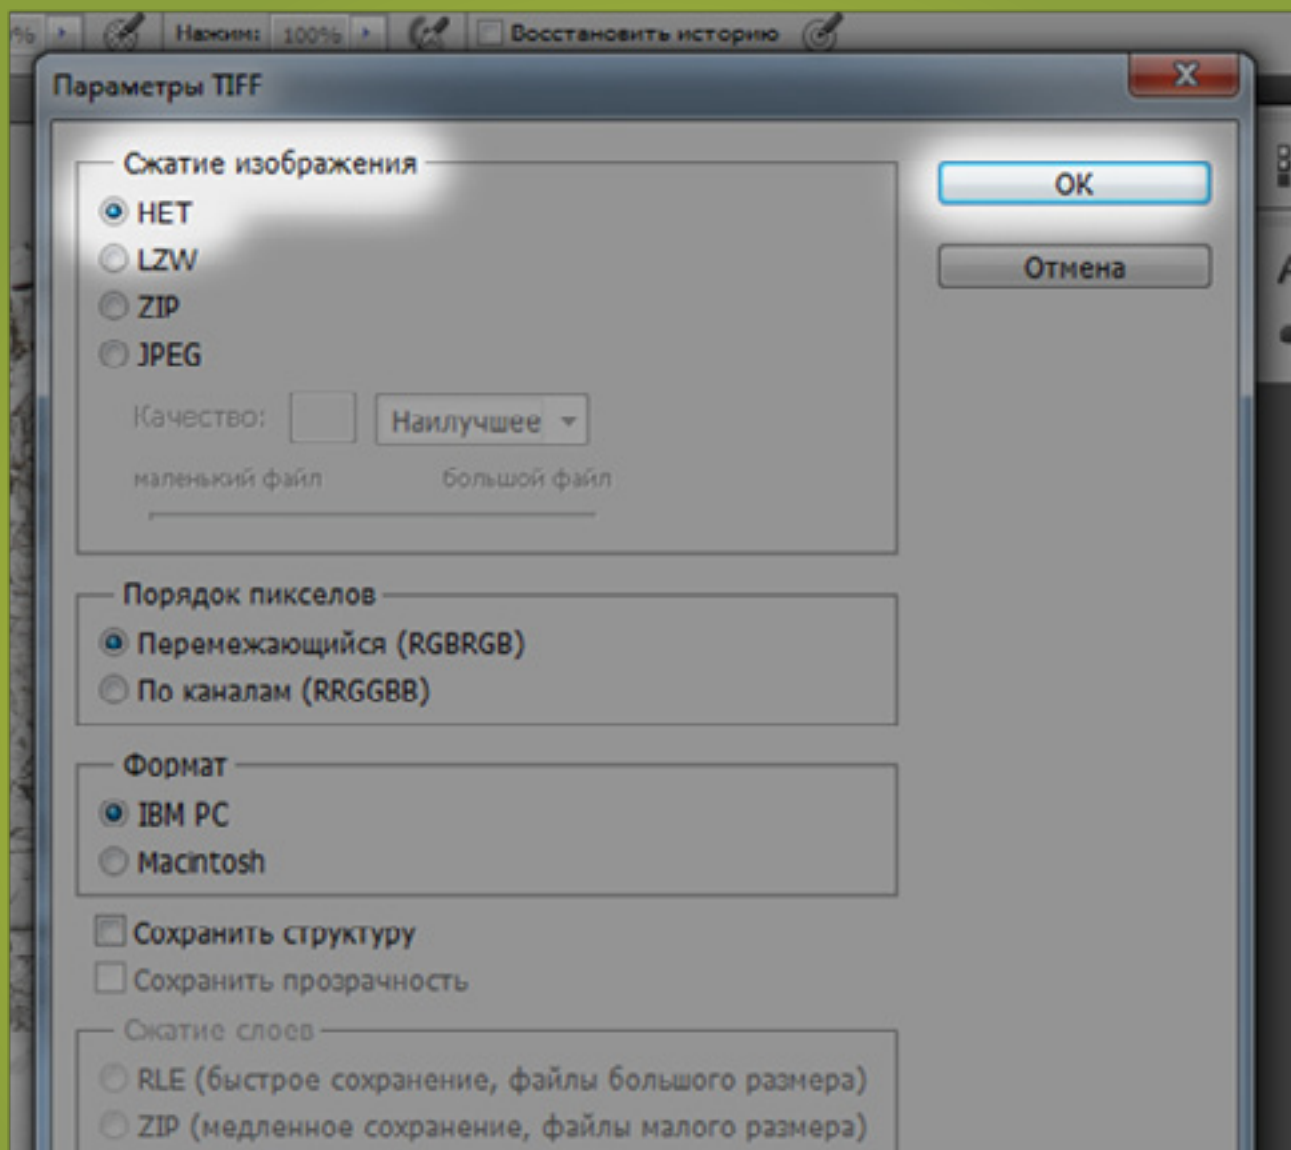 % Нажим: 100% Восстановить историю
Параметры TIFF
X
Сжатие изображения
НЕТ
OK
LZW
Отмена
ZIP
JPEG
Качество: Наилучшее
маленький файл большой файл
Порядок пикселов
Перемежающийся (RGBRGB)
По каналам (RRGGBB)
Формат
IBM PC
Macintosh
Сохранить структуру
Сохранить прозрачность
Сжатие слоев
RLE (быстрое сохранение, файлы большого размера)
ZIP (медленное сохранение, файлы малого размера)